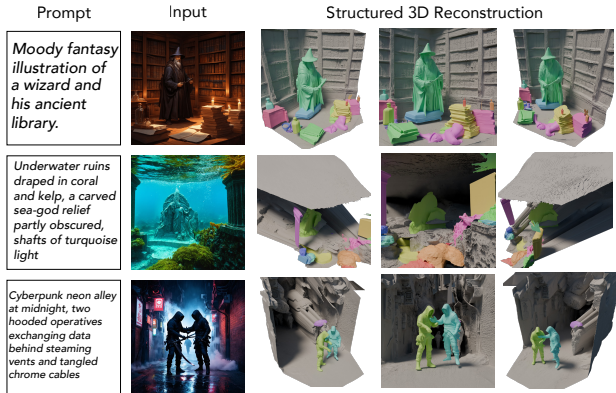 Prompt
Input
Structured 3D Reconstruction
Moody fantasy
illustration of
a wizard and
his ancient
library.
Underwater ruins
draped in coral
and kelp, a carved
sea-god relief
partly obscured,
shafts of turquoise
light
Cyberpunk neon alley
at midnight, two
hooded operatives
exchanging data
behind steaming
vents and tangled
chrome cables